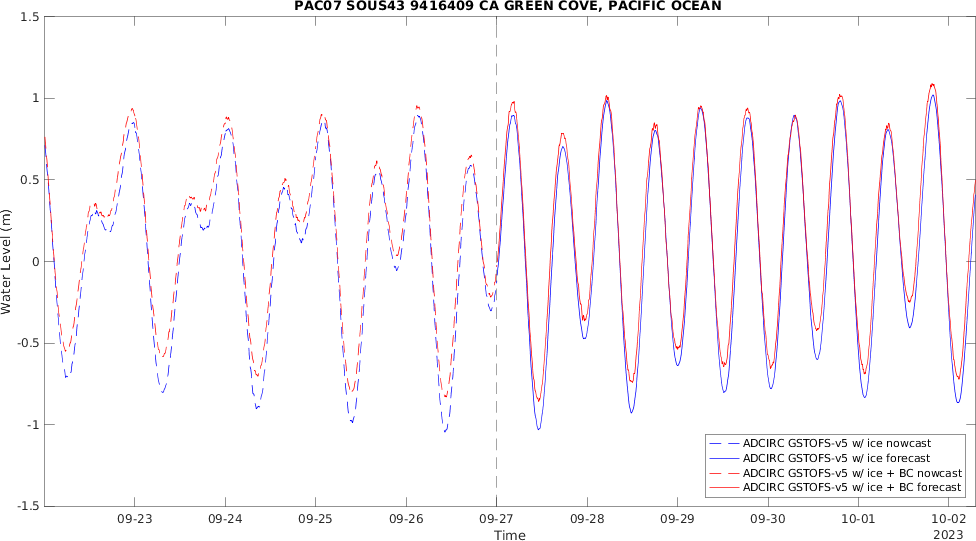 PAC07 SOUS43 9416409 CA GREEN COVE, PACIFIC OCEAN
1.5
1
0.5
0
-0.5
-1
-1.5
Water Level (m)
09-23 09-24 09-25 09-26 09-27 09-28 09-29 09-30 10-01 10-02
2023
Time
ADCIRC GSTOFS-v5 w/ ice nowcast
ADCIRC GSTOFS-v5 w/ ice forecast
ADCIRC GSTOFS-v5 w/ ice + BC nowcast
ADCIRC GSTOFS-v5 w/ ice + BC forecast